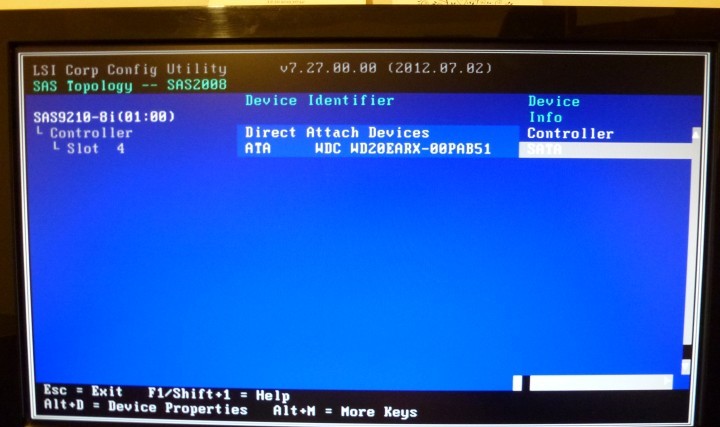 LSI Corp Config Utility v7.27.00.00 (2012.07.02)
SAS Topology -- SAS2008
Device Identifier Device
Info
SAS9210-8i(01:00)
└ Controller Direct Attach Devices Controller
└ Slot 4 ATA WDC WD20EARX-00PAB51 SATA
Esc = Exit F1/Shift+1 = Help
Alt+D = Device Properties Alt+M = More Keys